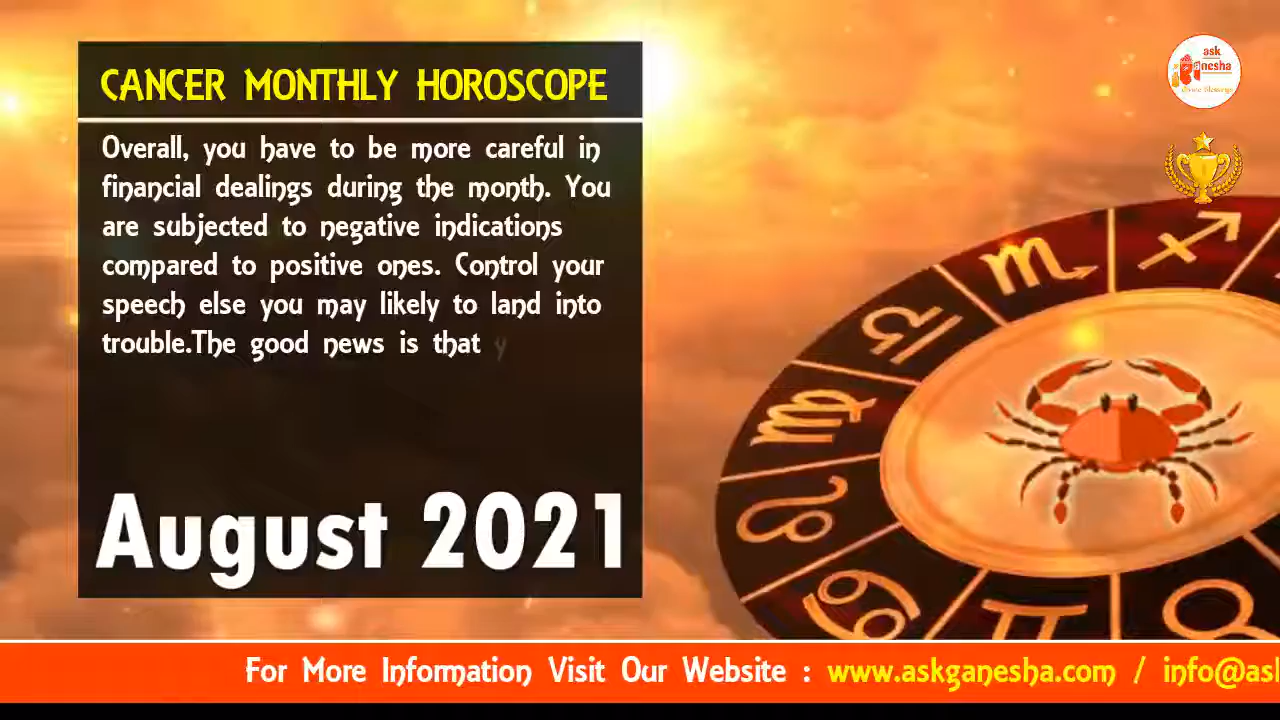 CANCER MONTHLY HOROSCOPE
Overall, you have to be more careful in
financial dealings during the month. You
are subjected to negative indications
compared to positive ones. Control your
speech else you may likely to land into
trouble.The good news is that y
August 2021
ask
Ganesha
Divine Blessings
For More Information Visit Our Website : www.askganesha.com / info@as